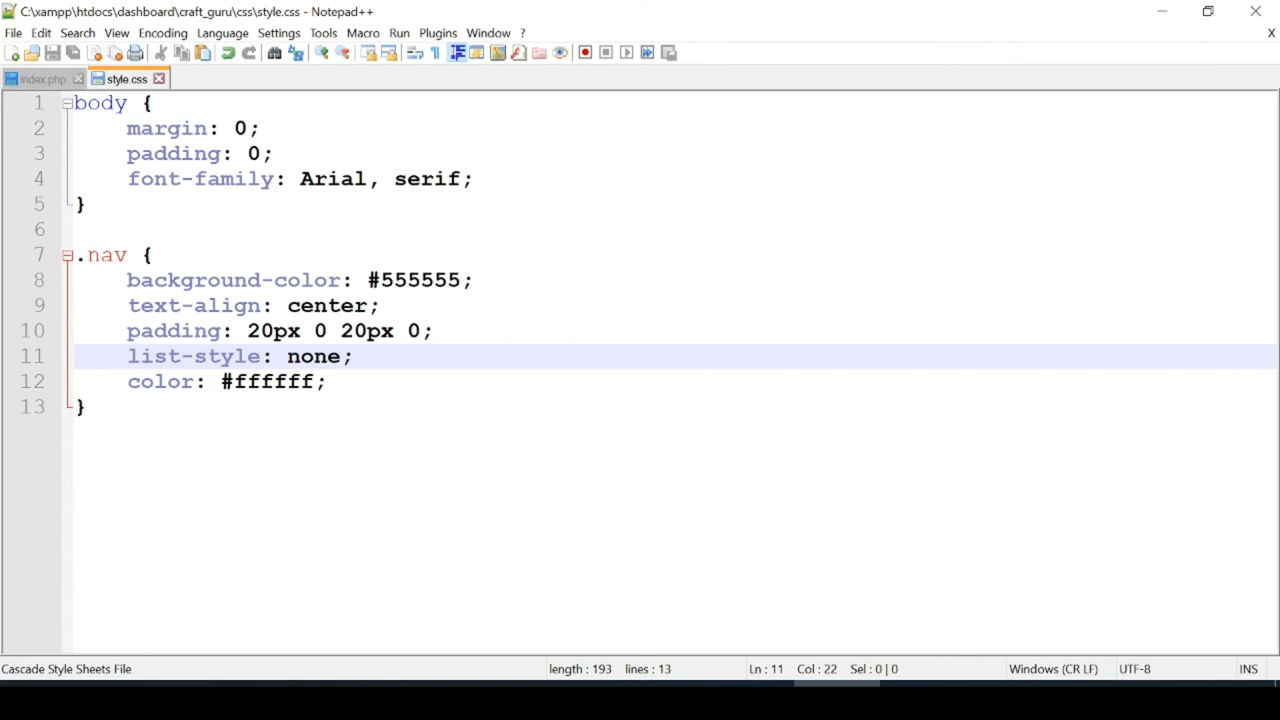 C:\xampp\htdocs\dashboard\craft_guru\css\style.css - Notepad++
File Edit Search View Encoding Language Settings Tools Macro Run Plugins Window ? X
index.php style.css
1 body {
2 margin: 0;
3 padding: 0;
4 font-family: Arial, serif;
5 }
6
7 .nav {
8 background-color: #555555;
9 text-align: center;
10 padding: 20px 0 20px 0;
11 list-style: none;
12 color: #ffffff;
13 }
Cascade Style Sheets File length : 193 lines : 13 Ln : 11 Col : 22 Sel : 0 | 0 Windows (CR LF) UTF-8 INS